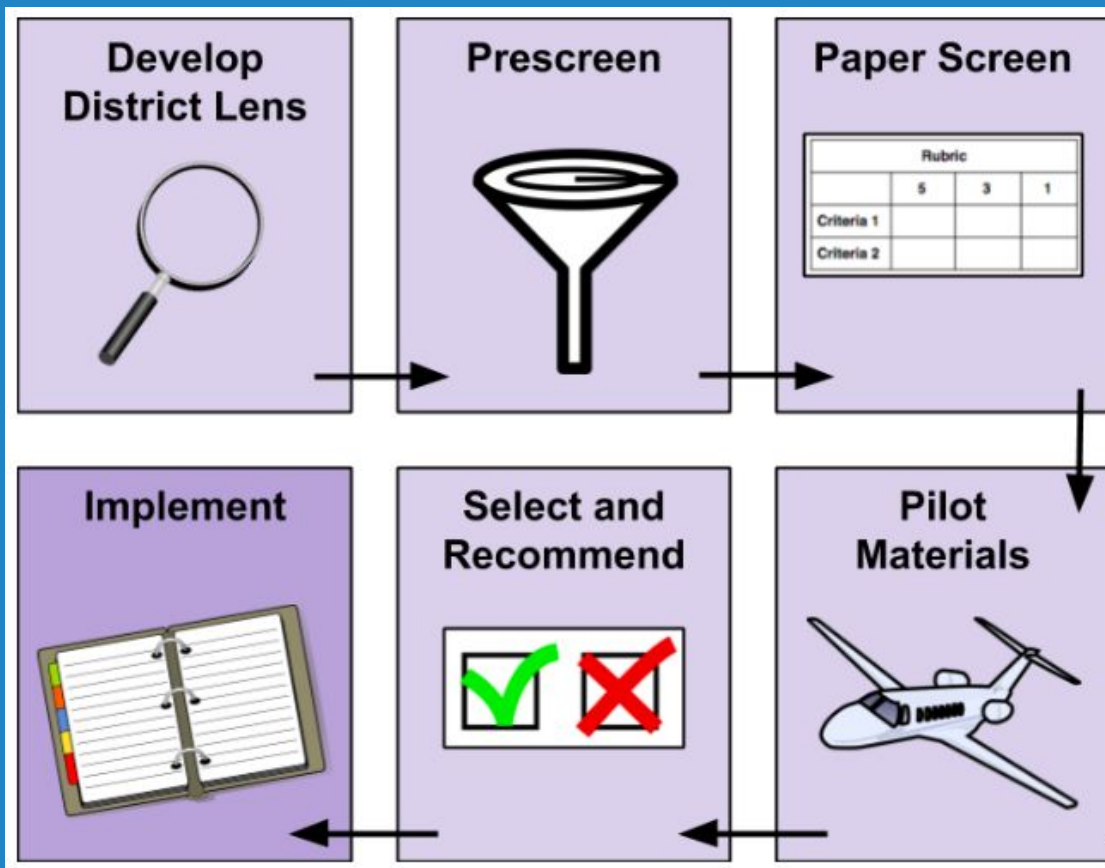 Develop
District Lens
Prescreen
Paper Screen
Rubric
5 3 1
Criteria 1
Criteria 2
Implement
Select and
Recommend
Pilot
Materials